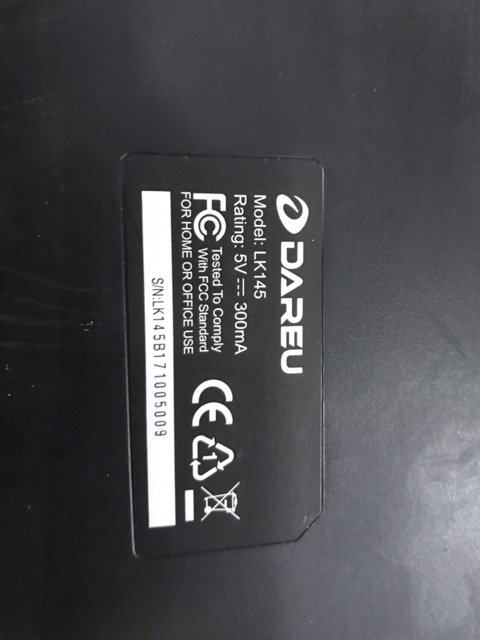 DAREU
Model: LK145
Rating: 5V ⎓ 300mA
FC Tested To Comply
With FCC Standard
FOR HOME OR OFFICE USE
CE
1
S/N:LK145B171005009